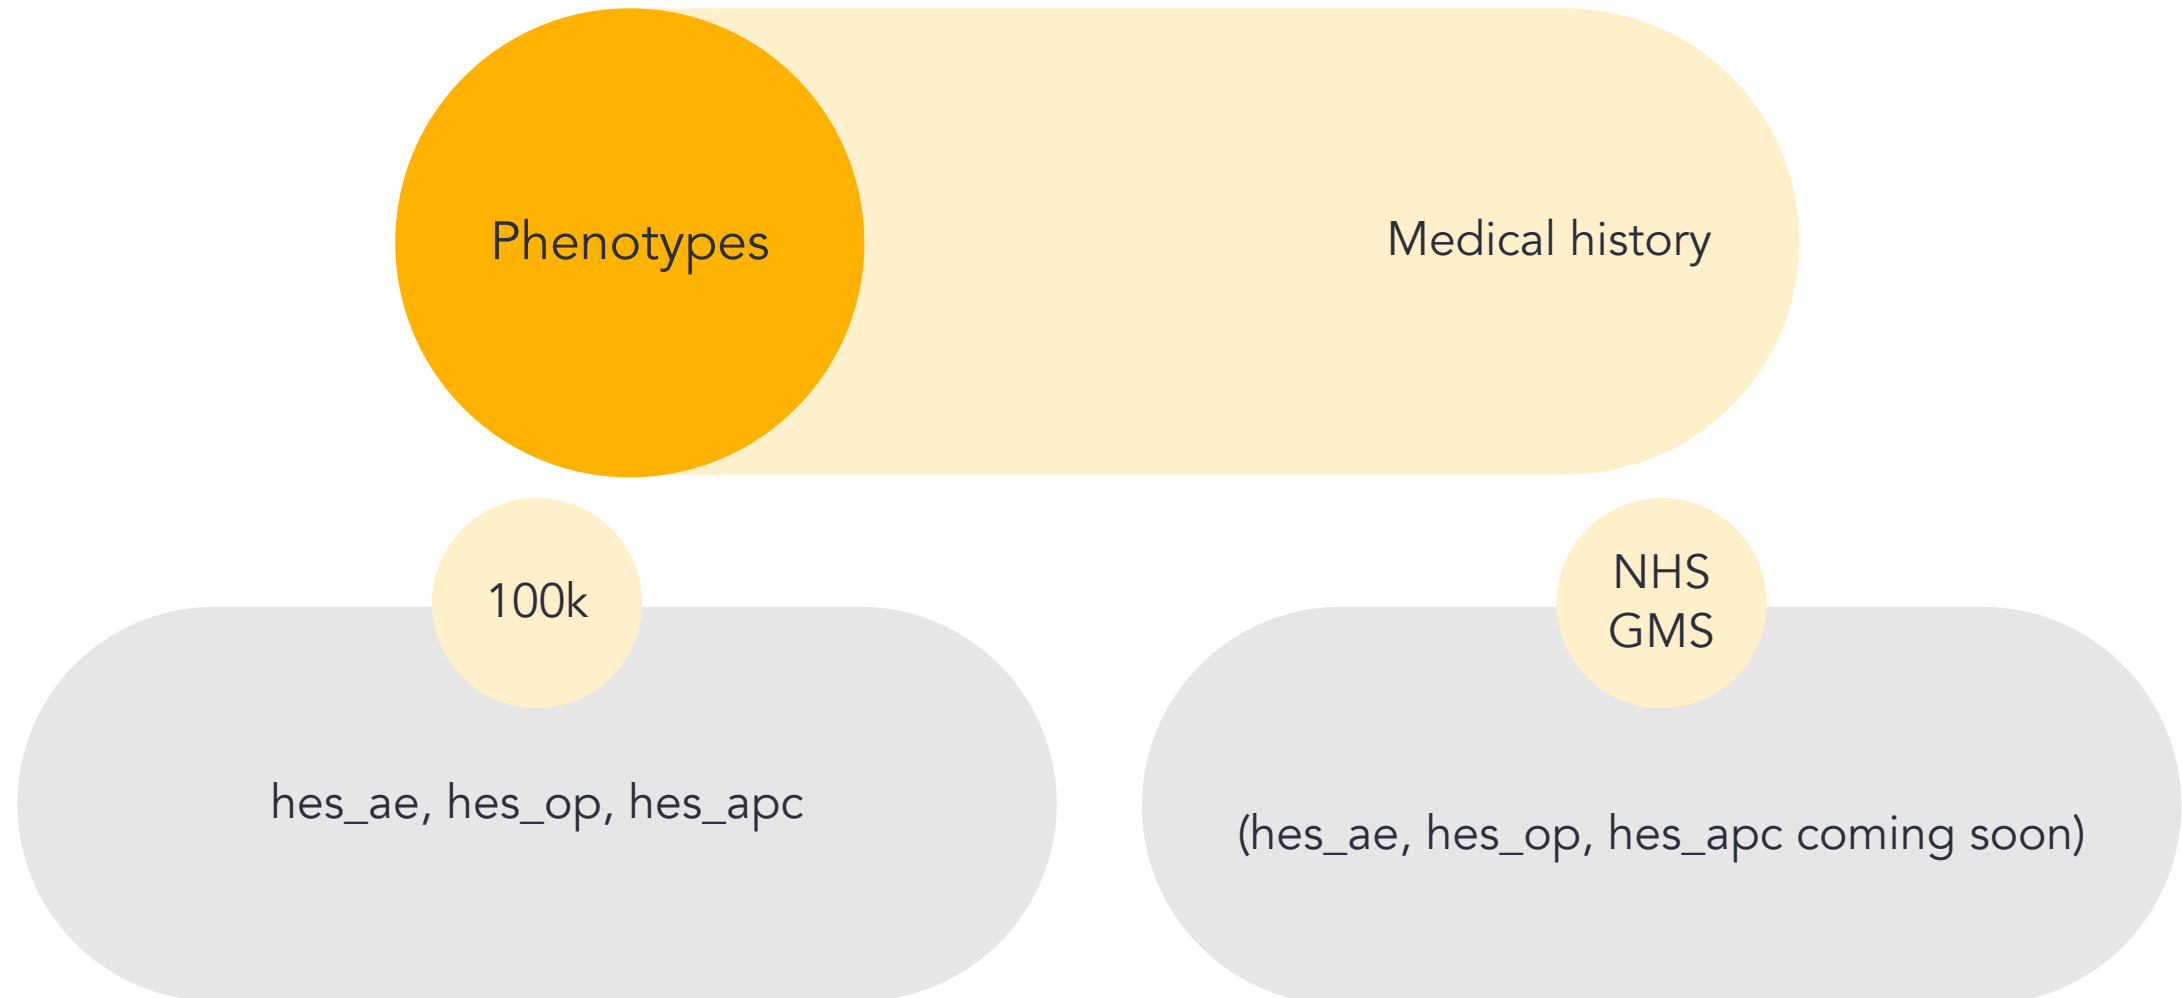 Phenotypes
Medical history
100k
NHS
GMS
hes_ae, hes_op, hes_apc
(hes_ae, hes_op, hes_apc coming soon)